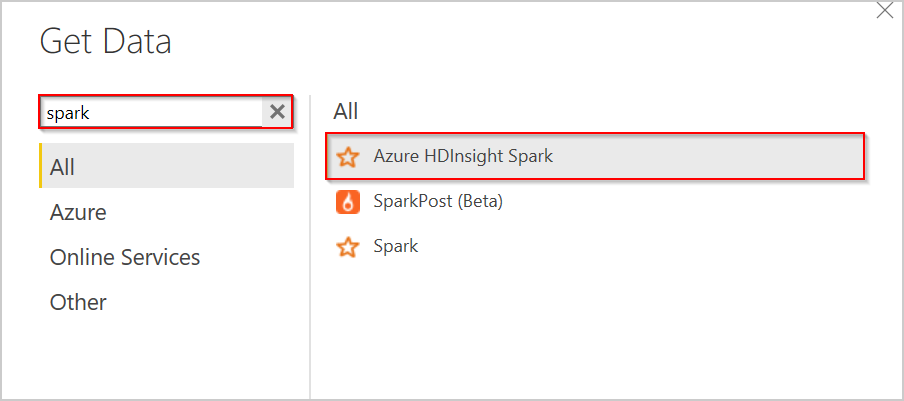 Get Data
spark
All
Azure
Online Services
Other
All
Azure HDInsight Spark
SparkPost (Beta)
Spark